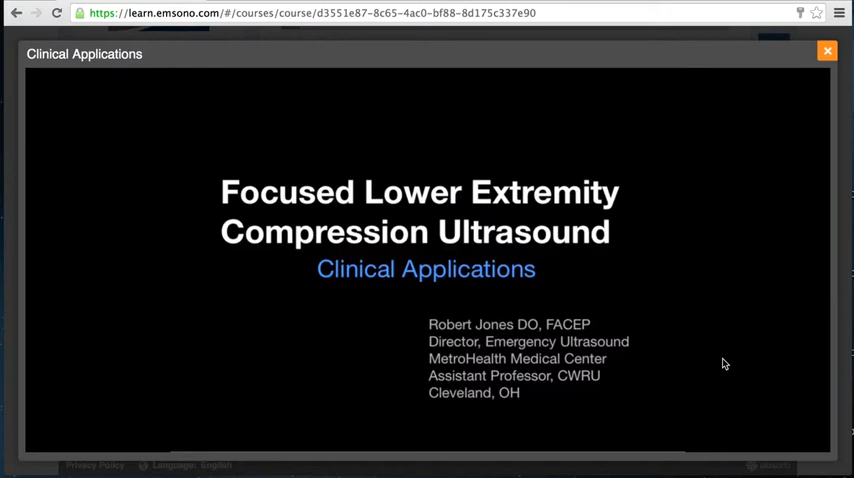 https://learn.emsono.com/#/courses/course/d3551e87-8c65-4ac0-bf88-8d175c337e90
Clinical Applications
Focused Lower Extremity
Compression Ultrasound
Clinical Applications
Robert Jones DO, FACEP
Director, Emergency Ultrasound
MetroHealth Medical Center
Assistant Professor, CWRU
Cleveland, OH
Privacy Policy Language: English